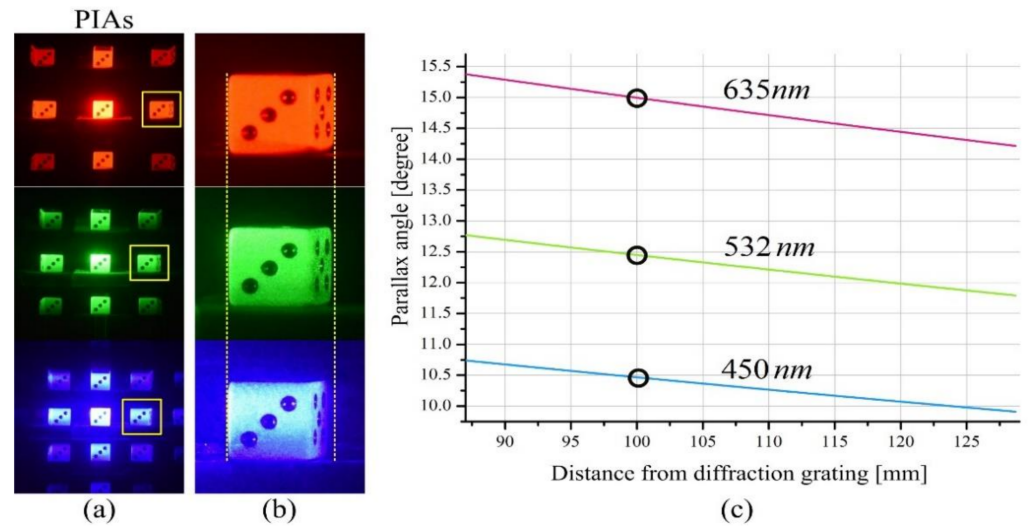 PIAs
(a)
(b)
Parallax angle [degree]
15.5
15.0
14.5
14.0
13.5
13.0
12.5
12.0
11.5
11.0
10.5
10.0
635nm
532nm
450nm
90 95 100 105 110 115 120 125
Distance from diffraction grating [mm]
(c)